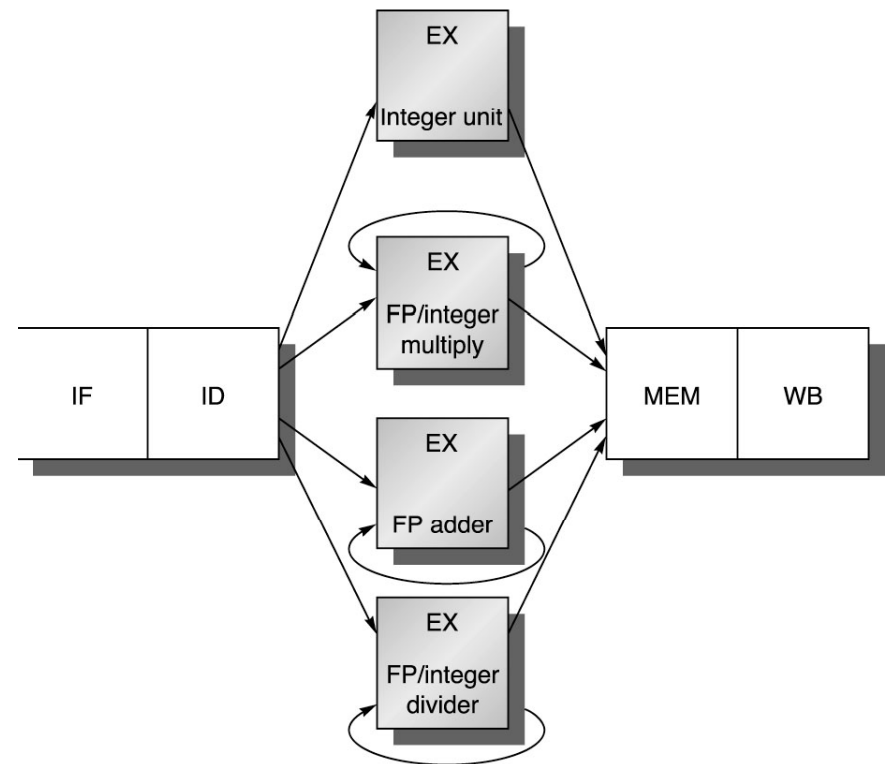 EX
Integer unit
EX
FP/integer
multiply
IF
ID
MEM
WB
EX
FP adder
EX
FP/integer
divider